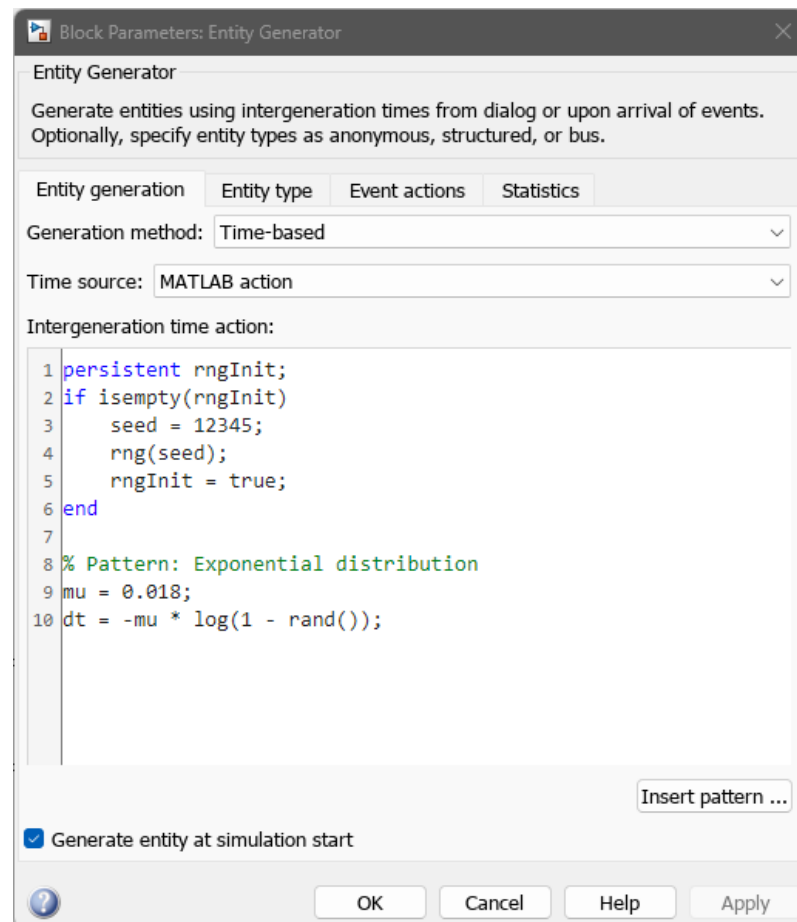 Block Parameters: Entity Generator
Entity Generator
Generate entities using intergeneration times from dialog or upon arrival of events.
Optionally, specify entity types as anonymous, structured, or bus.
Entity generation Entity type Event actions Statistics
Generation method: Time-based
Time source: MATLAB action
Intergeneration time action:
1 persistent rngInit;
2 if isempty(rngInit)
3     seed = 12345;
4     rng(seed);
5     rngInit = true;
6 end
7
8 % Pattern: Exponential distribution
9 mu = 0.018;
10 dt = -mu * log(1 - rand());
Insert pattern ...
Generate entity at simulation start
? OK Cancel Help Apply